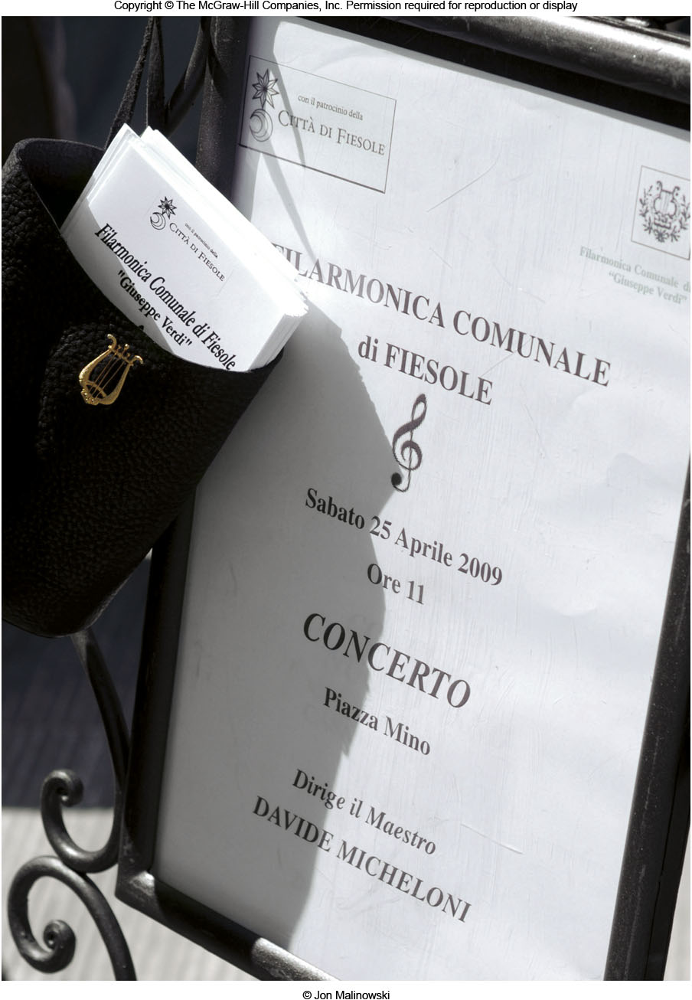 Copyright © The McGraw-Hill Companies, Inc. Permission required for reproduction or display
con il patrocinio della
CITTÀ DI FIESOLE
Filarmonica Comunale di
"Giuseppe Verdi"
con il patrocinio della
CITTÀ DI FIESOLE
Filarmonica Comunale di Fiesole
"Giuseppe Verdi"
FILARMONICA COMUNALE
di FIESOLE
Sabato 25 Aprile 2009
Ore 11
CONCERTO
Piazza Mino
Dirige il Maestro
DAVIDE MICHELONI
© Jon Malinowski